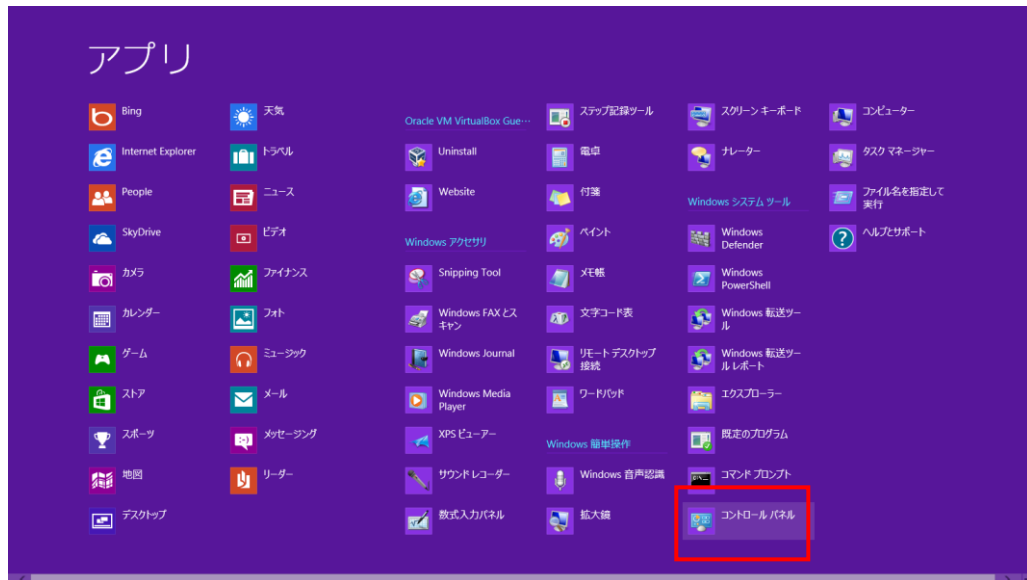 アプリ
Bing
Internet Explorer
People
SkyDrive
カメラ
カレンダー
ゲーム
ストア
スポーツ
地図
デスクトップ
天気
トラベル
ニュース
ビデオ
ファイナンス
フォト
ミュージック
メール
メッセージング
リーダー
Oracle VM VirtualBox Gue…
Uninstall
Website
Windows アクセサリ
Snipping Tool
Windows FAX とス
キャン
Windows Journal
Windows Media
Player
XPS ビューアー
サウンド レコーダー
数式入力パネル
ステップ記録ツール
電卓
付箋
ペイント
メモ帳
文字コード表
リモート デスクトップ
接続
ワードパッド
Windows 簡単操作
Windows 音声認識
拡大鏡
スクリーン キーボード
ナレーター
Windows システム ツール
Windows
Defender
Windows
PowerShell
Windows 転送ツー
ル
Windows 転送ツー
ル レポート
エクスプローラー
既定のプログラム
コマンド プロンプト
コントロール パネル
コンピューター
タスク マネージャー
ファイル名を指定して
実行
ヘルプとサポート